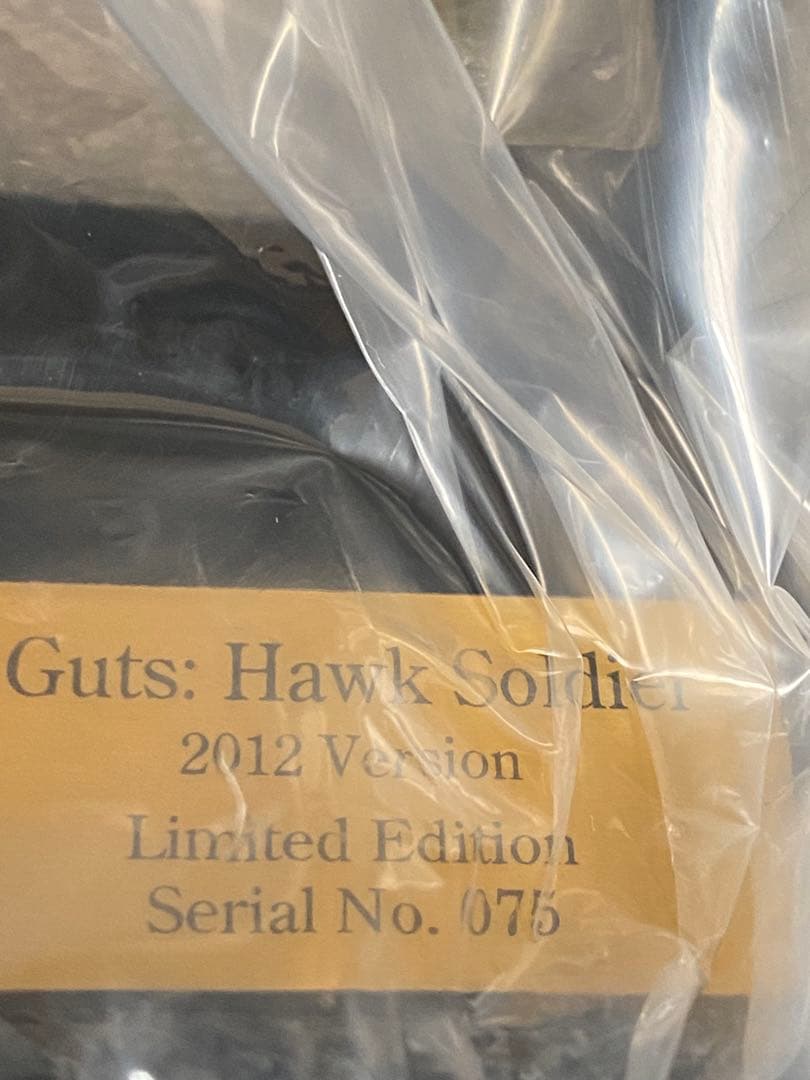 Guts: Hawk Soldier
2012 Version
Limited Edition
Serial No. 075